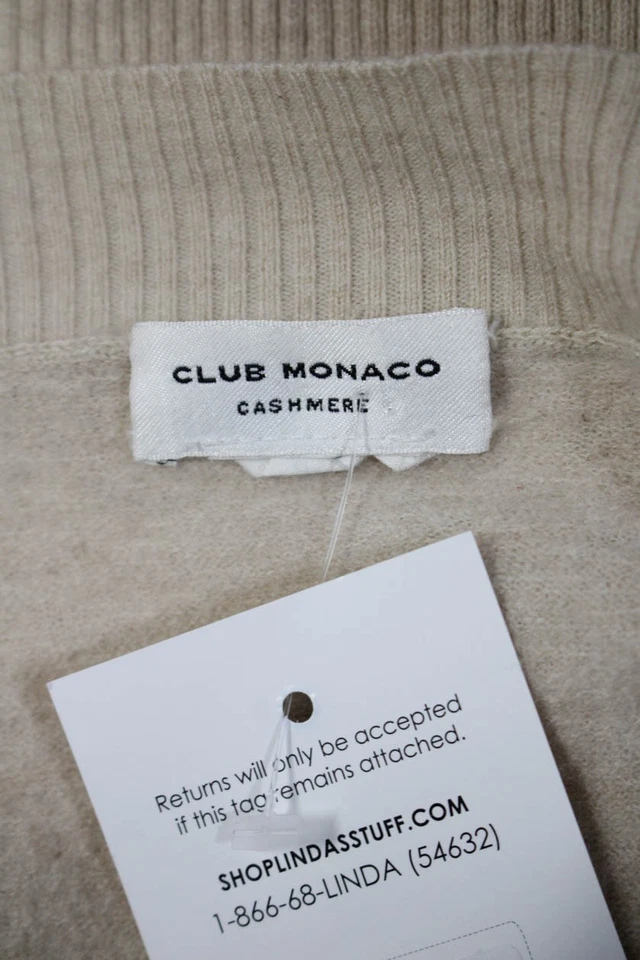 CLUB MONACO
CASHMERE
Returns will only be accepted
if this tag remains attached.
SHOPLINDASSTUFF.COM
1-866-68-LINDA (54632)